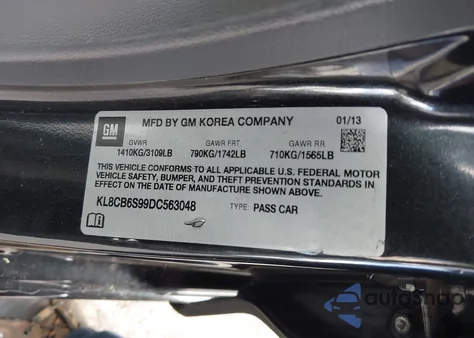 GM
MFD BY GM KOREA COMPANY 01/13
GVWR GAWR FRT GAWR RR
1410KG/3109LB 790KG/1742LB 710KG/1565LB
THIS VEHICLE CONFORMS TO ALL APPLICABLE U.S. FEDERAL MOTOR
VEHICLE SAFETY, BUMPER, AND THEFT PREVENTION STANDARDS
IN EFFECT ON THE DATE OF MANUFACTURE SHOWN ABOVE.
KL8CB6S99DC563048 TYPE: PASS CAR
autoSnap